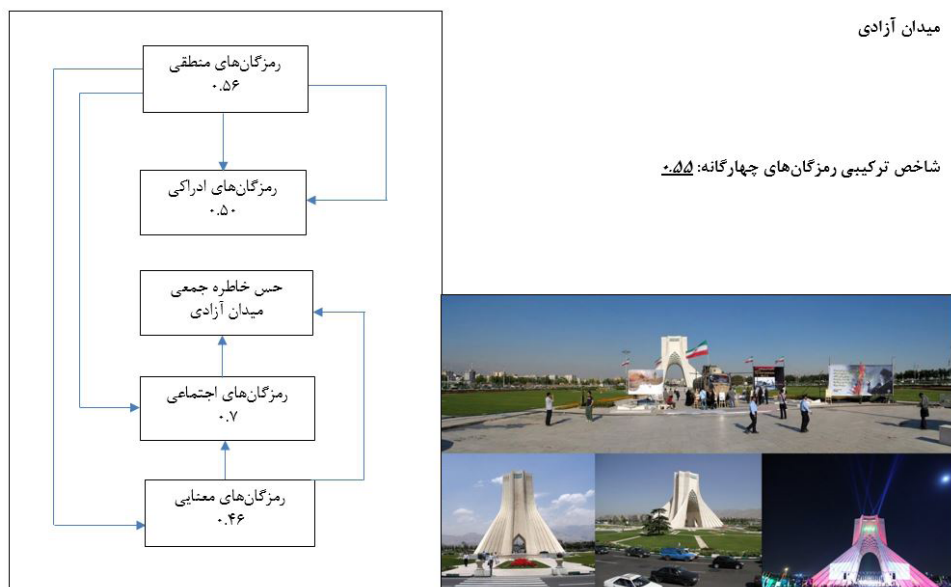 میدان آزادی
شاخص ترکیبی رمزگان‌های چهارگانه: ۰.۵۵
رمزگان‌های منطقی
۰.۵۶
رمزگان‌های ادراکی
۰.۵۰
حس خاطره جمعی
میدان آزادی
رمزگان‌های اجتماعی
۰.۷
رمزگان‌های معنایی
۰.۴۶